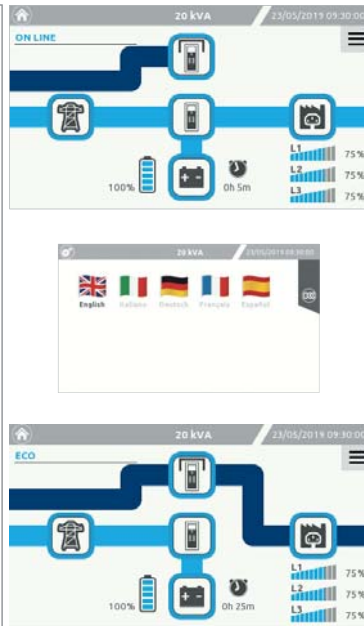 20 kVA 23/05/2019 09:30:00
ON LINE
L1 75%
L2 75%
100% 0h 5m
L3 75%
20 kVA 23/05/2019 09:30:00
English Italiano Deutsch Français Español
20 kVA 23/05/2019 09:30:00
ECO
L1 75%
L2 75%
100% 0h 25m
L3 75%